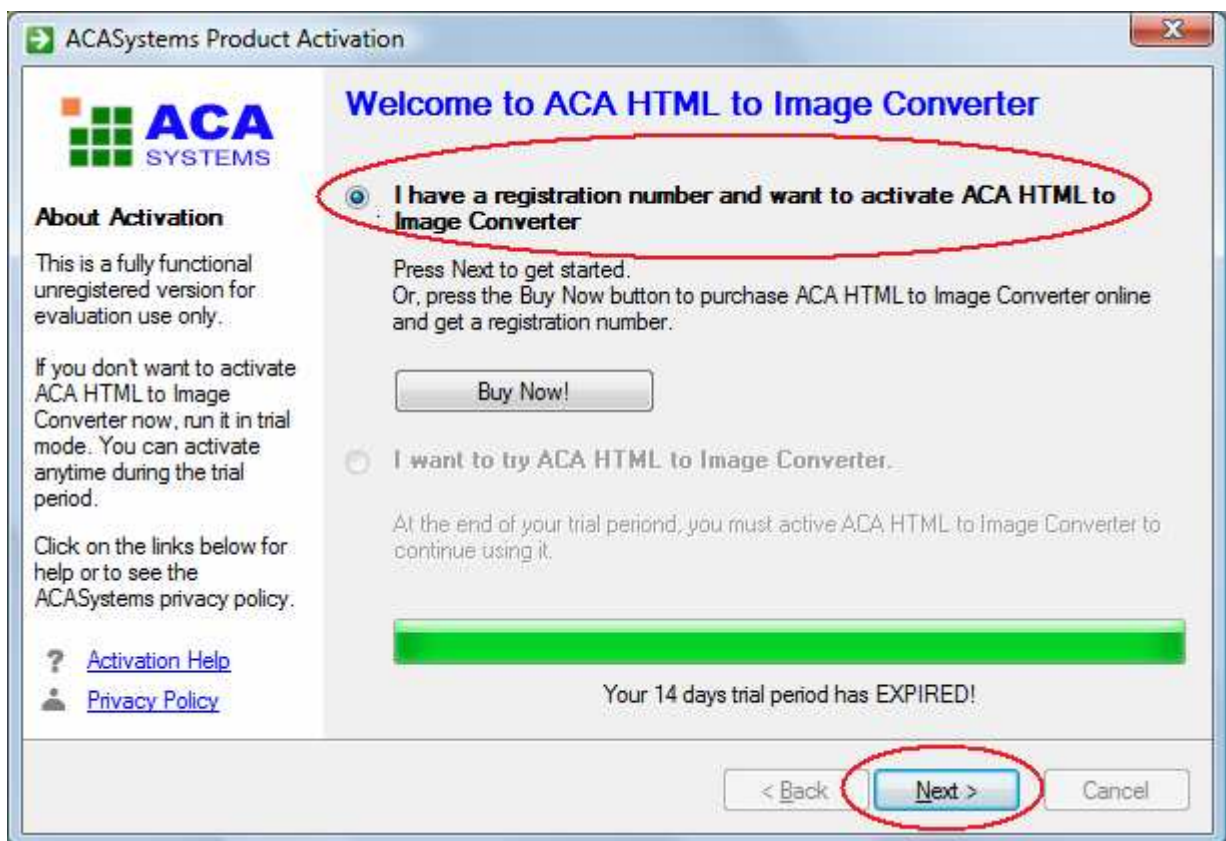 ACASystems Product Activation
ACA
SYSTEMS
About Activation
This is a fully functional
unregistered version for
evaluation use only.
If you don't want to activate
ACA HTML to Image
Converter now, run it in trial
mode. You can activate
anytime during the trial
period.
Click on the links below for
help or to see the
ACASystems privacy policy.
? Activation Help
Privacy Policy
Welcome to ACA HTML to Image Converter
I have a registration number and want to activate ACA HTML to
Image Converter
Press Next to get started.
Or, press the Buy Now button to purchase ACA HTML to Image Converter online
and get a registration number.
Buy Now!
I want to try ACA HTML to Image Converter.
At the end of your trial periond, you must active ACA HTML to Image Converter to
continue using it.
Your 14 days trial period has EXPIRED!
< Back
Next >
Cancel